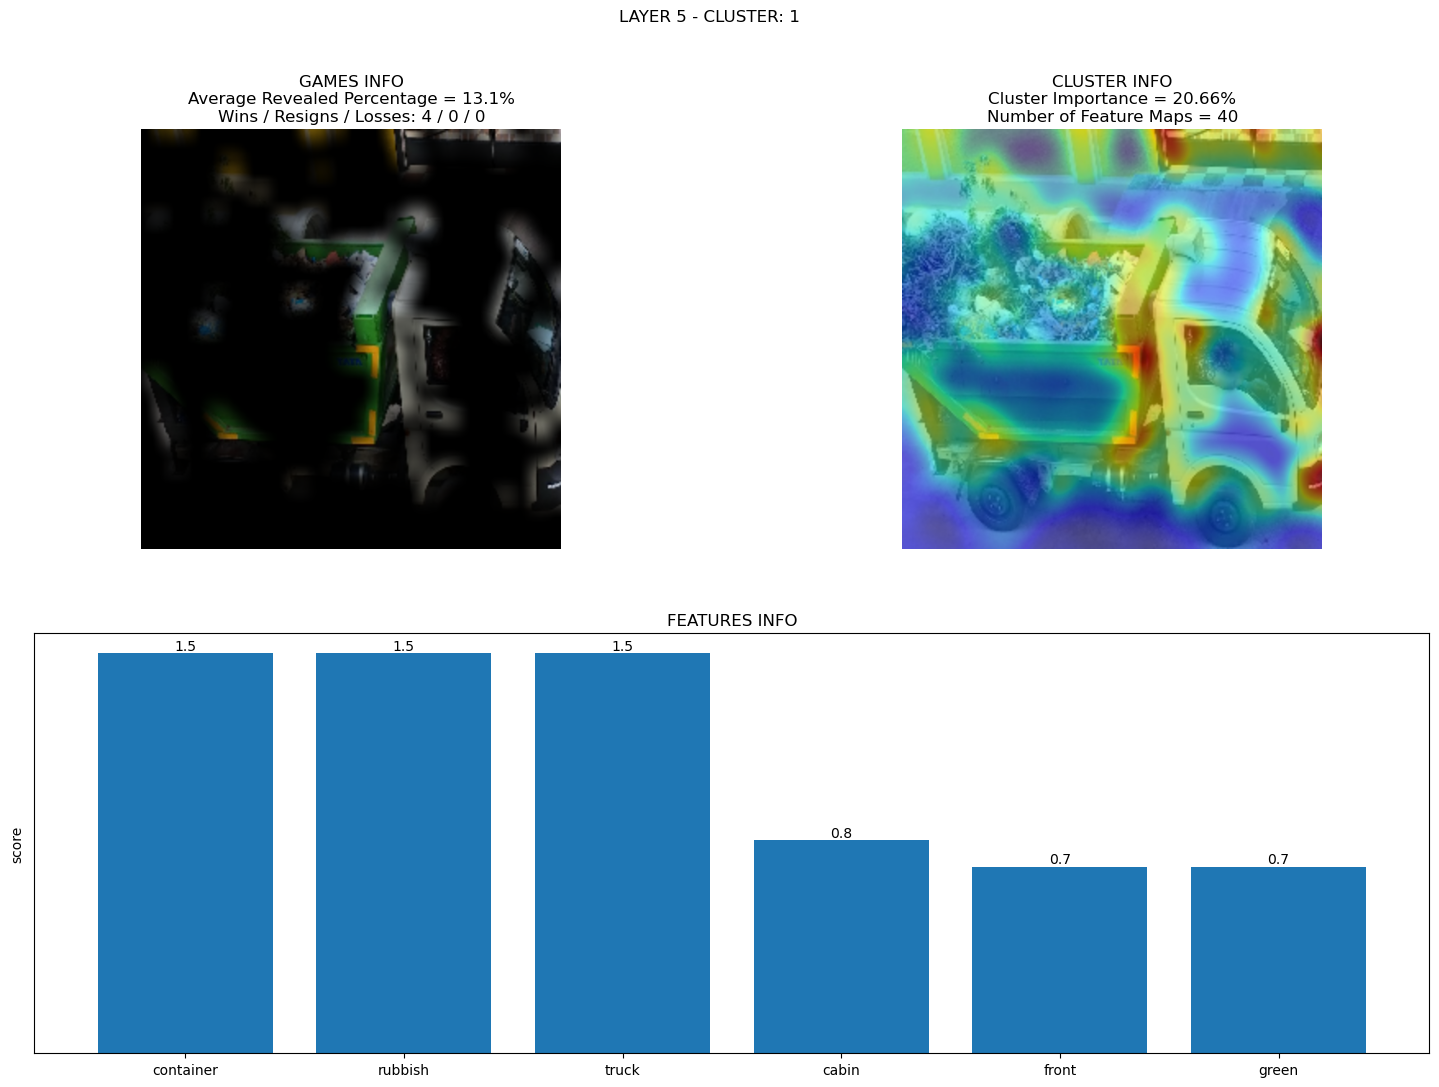 LAYER 5 - CLUSTER: 1
GAMES INFO
Average Revealed Percentage = 13.1%
Wins / Resigns / Losses: 4 / 0 / 0
CLUSTER INFO
Cluster Importance = 20.66%
Number of Feature Maps = 40
FEATURES INFO
score
1.5
1.5
1.5
0.8
0.7
0.7
container
rubbish
truck
cabin
front
green